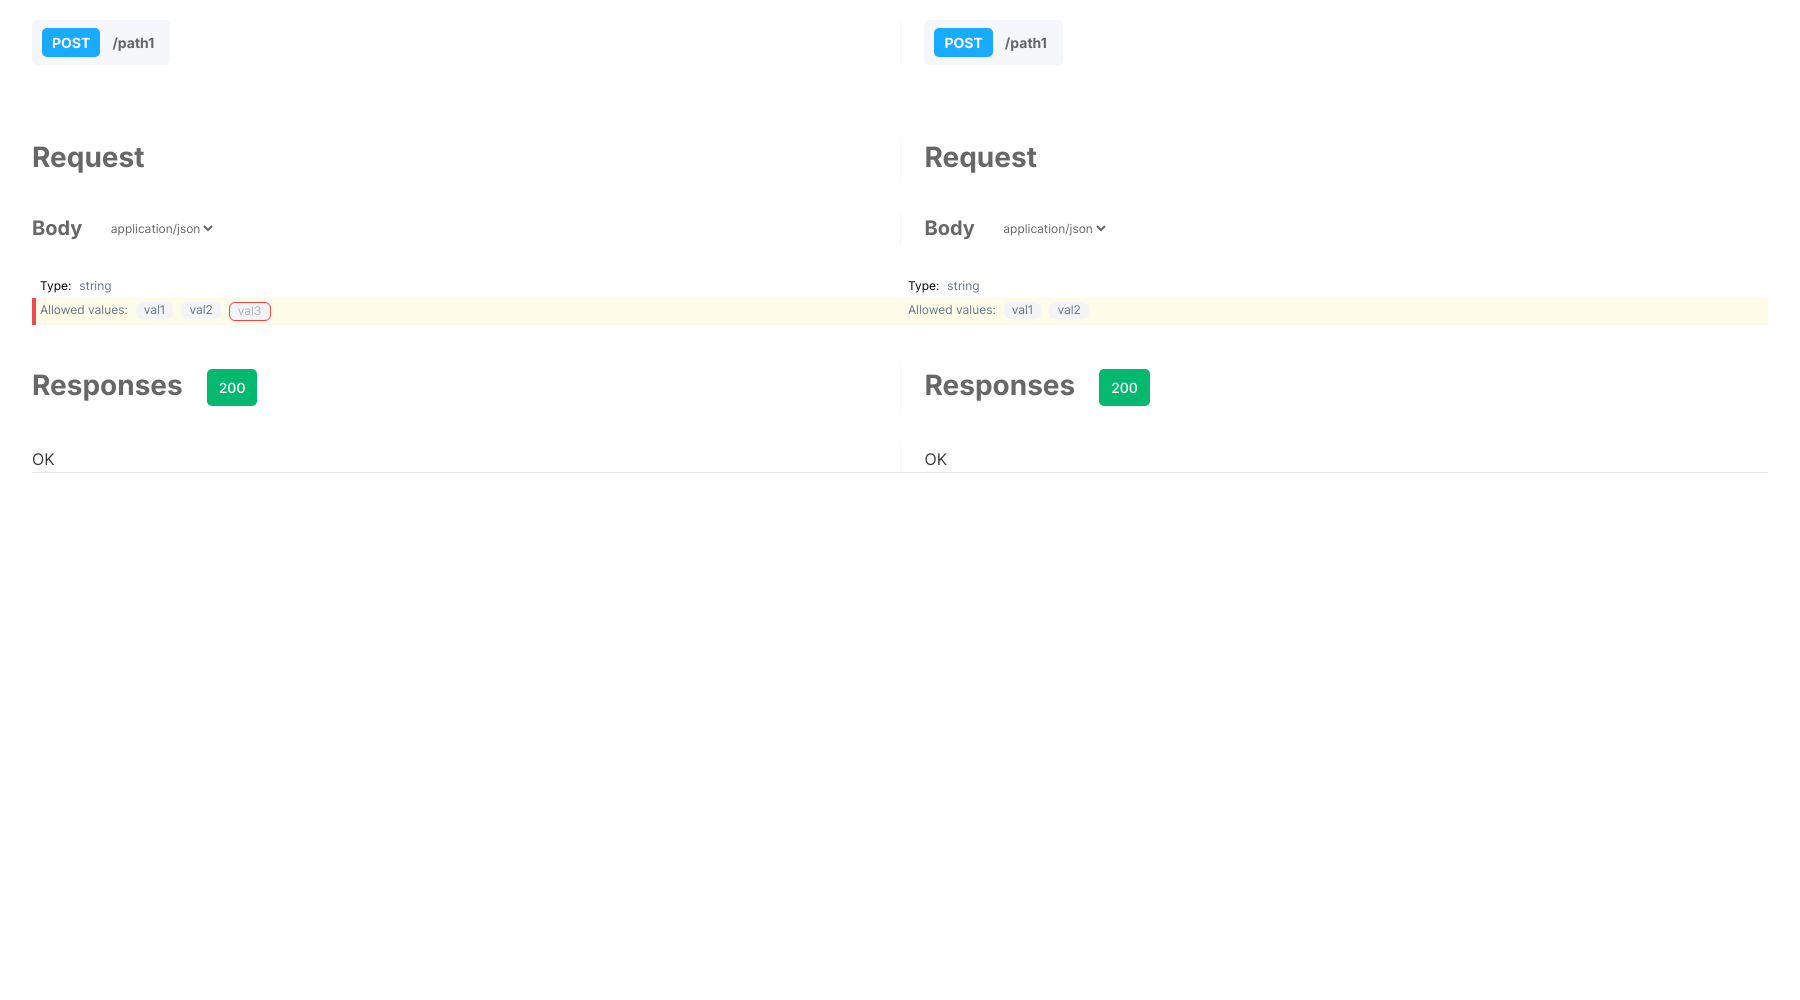 POST /path1 POST /path1
Request Request
Body application/json Body application/json
Type: string Type: string
Allowed values: val1 val2 val3 Allowed values: val1 val2
Responses 200 Responses 200
OK OK